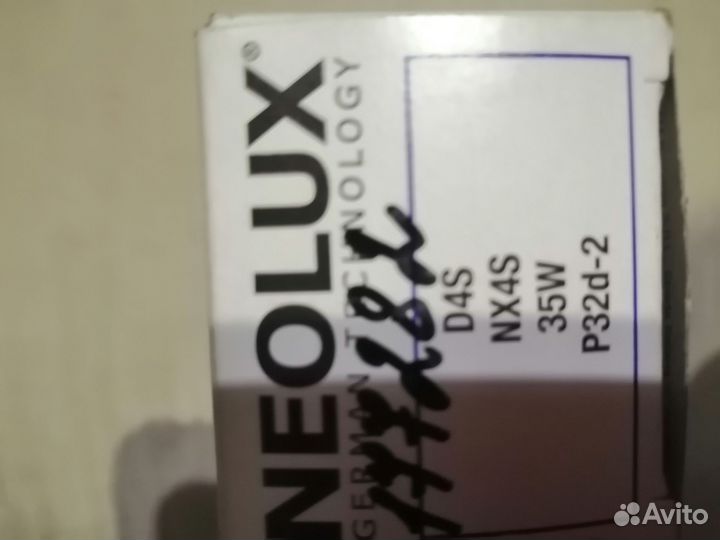 NEOLUX®
GERMAN TECHNOLOGY
D4S
NX4S
35W
P32d-2
Avito